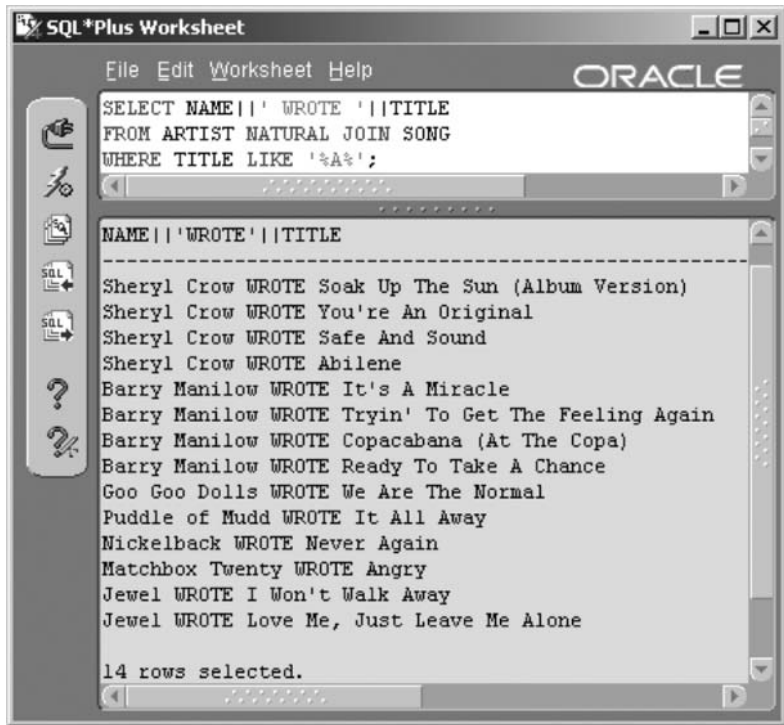 SQL*Plus Worksheet
File Edit Worksheet Help
ORACLE
SELECT NAME||' WROTE '||TITLE
FROM ARTIST NATURAL JOIN SONG
WHERE TITLE LIKE '%A%';
NAME||'WROTE'||TITLE
--------------------------------------------------------
Sheryl Crow WROTE Soak Up The Sun (Album Version)
Sheryl Crow WROTE You're An Original
Sheryl Crow WROTE Safe And Sound
Sheryl Crow WROTE Abilene
Barry Manilow WROTE It's A Miracle
Barry Manilow WROTE Tryin' To Get The Feeling Again
Barry Manilow WROTE Copacabana (At The Copa)
Barry Manilow WROTE Ready To Take A Chance
Goo Goo Dolls WROTE We Are The Normal
Puddle of Mudd WROTE It All Away
Nickelback WROTE Never Again
Matchbox Twenty WROTE Angry
Jewel WROTE I Won't Walk Away
Jewel WROTE Love Me, Just Leave Me Alone
14 rows selected.
SQL
SQL